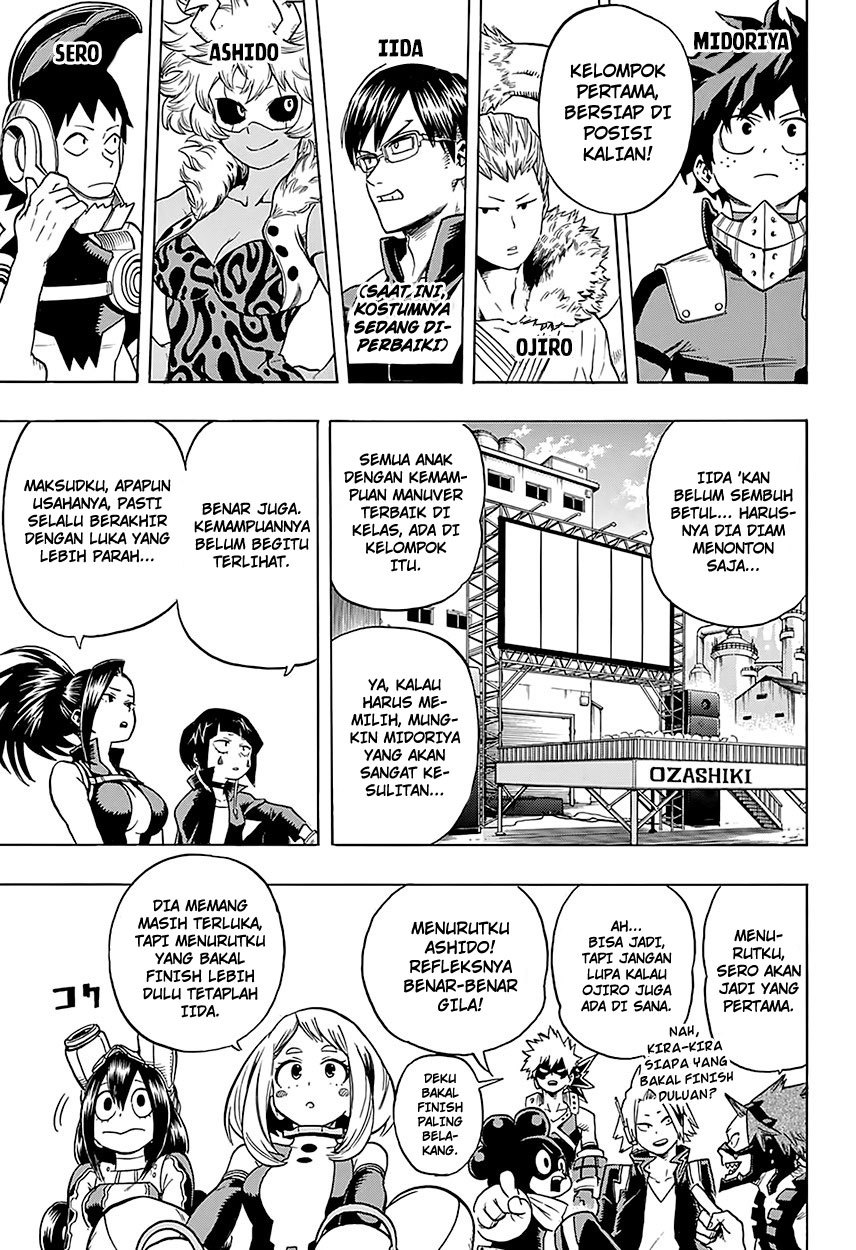 MIDORIYA
KELOMPOK
PERTAMA,
BERSIAP DI
POSISI
KALIAN!
OJIRO
IIDA
(SAAT INI,
KOSTUMNYA
SEDANG DI-
PERBAIKI)
ASHIDO
SERO
IIDA 'KAN
BELUM SEMBUH
BETUL... HARUS-
NYA DIA DIAM
MENONTON
SAJA...
SEMUA ANAK
DENGAN KEMAM-
PUAN MANUVER
TERBAIK DI
KELAS, ADA DI
KELOMPOK
ITU.
YA, KALAU
HARUS ME-
MILIH, MUNG-
KIN MIDORIYA
YANG AKAN
SANGAT KE-
SULITAN...
OZASHIKI
BENAR JUGA.
KEMAMPUANNYA
BELUM BEGITU
TERLIHAT.
MAKSUDKU, APAPUN
USAHANYA, PASTI
SELALU BERAKHIR
DENGAN LUKA YANG
LEBIH PARAH...
MENU-
RUTKU,
SERO AKAN
JADI YANG
PERTAMA.
NAH,
KIRA-KIRA
SIAPA YANG
BAKAL FINISH
DULUAN?
AH...
BISA JADI,
TAPI JANGAN
LUPA KALAU
OJIRO JUGA
ADA DI SANA.
MENURUTKU
ASHIDO!
REFLEKSNYA
BENAR-BENAR
GILA!
DEKU
BAKAL
FINISH
PALING
BELA-
KANG.
DIA MEMANG
MASIH TERLUKA,
TAPI MENURUTKU
YANG BAKAL
FINISH LEBIH
DULU TETAPLAH
IIDA.
コク